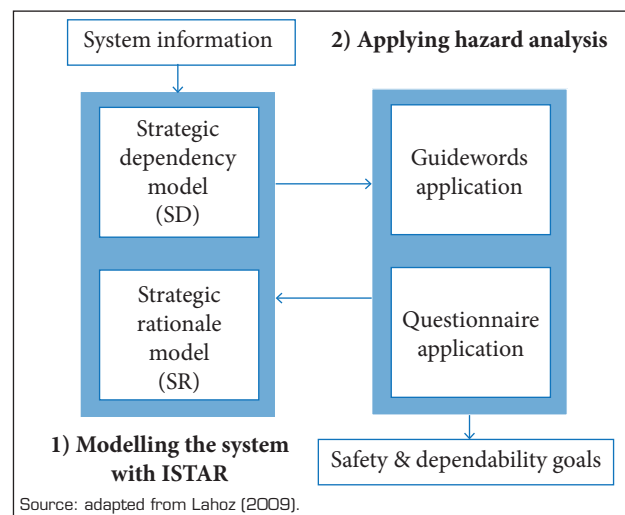 System information
2) Applying hazard analysis
Strategic
dependency
model
(SD)
Guidewords
application
Strategic
rationale
model
(SR)
Questionnaire
application
1) Modelling the system
with ISTAR
Safety & dependability goals
Source: adapted from Lahoz (2009).